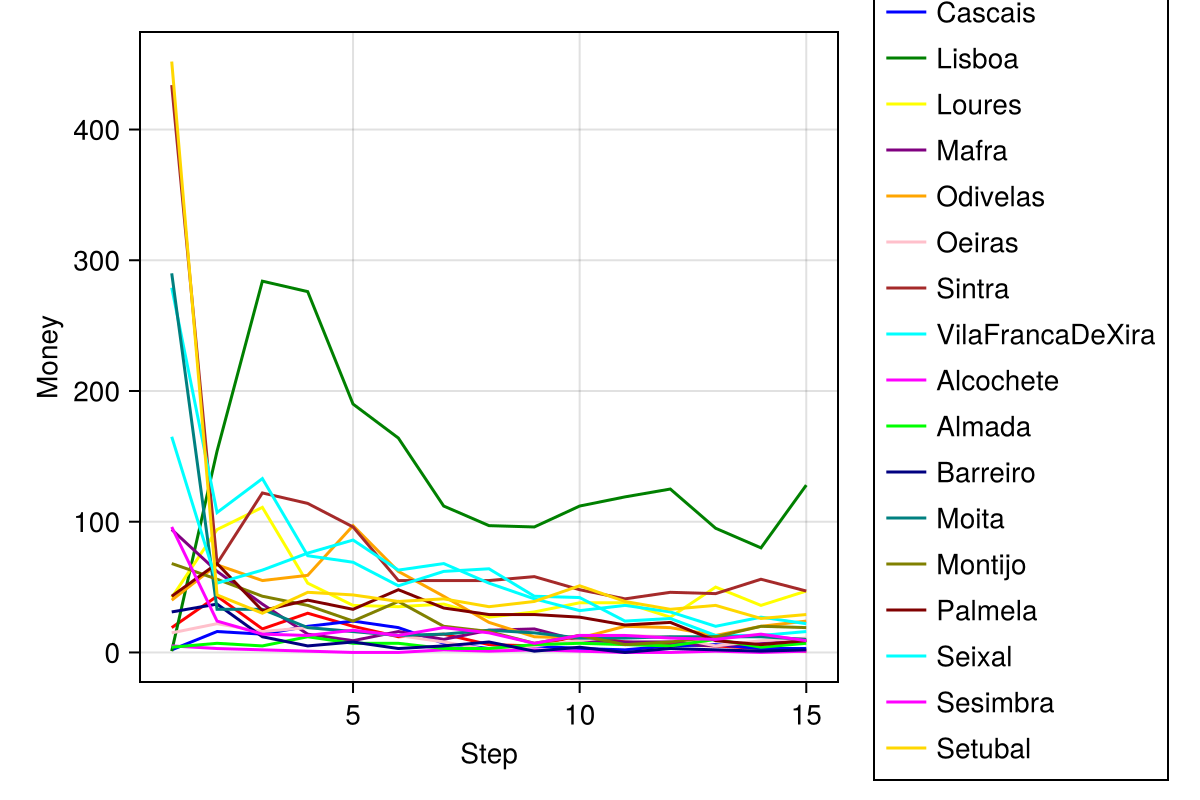 400
300
200
100
0
Money
5
10
15
Step
Cascais
Lisboa
Loures
Mafra
Odivelas
Oeiras
Sintra
VilaFrancaDeXira
Alcochete
Almada
Barreiro
Moita
Montijo
Palmela
Seixal
Sesimbra
Setubal